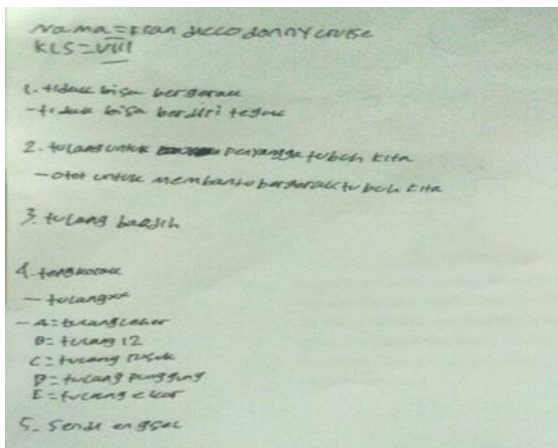 Nama = Fran sisco donny cruise
KLS = VIII
1. tidak bisa bergerak
- tidak bisa berdiri tegak
2. tulang untuk penyangga tubuh kita
- otot untuk membantu bergerak tubuh kita
3. tulang
4. tengkorak
- tulang
- A = tulang leher
B = tulang 12
C = tulang rusuk
D = tulang punggung
E = tulang ekor
5. Sendi engsel